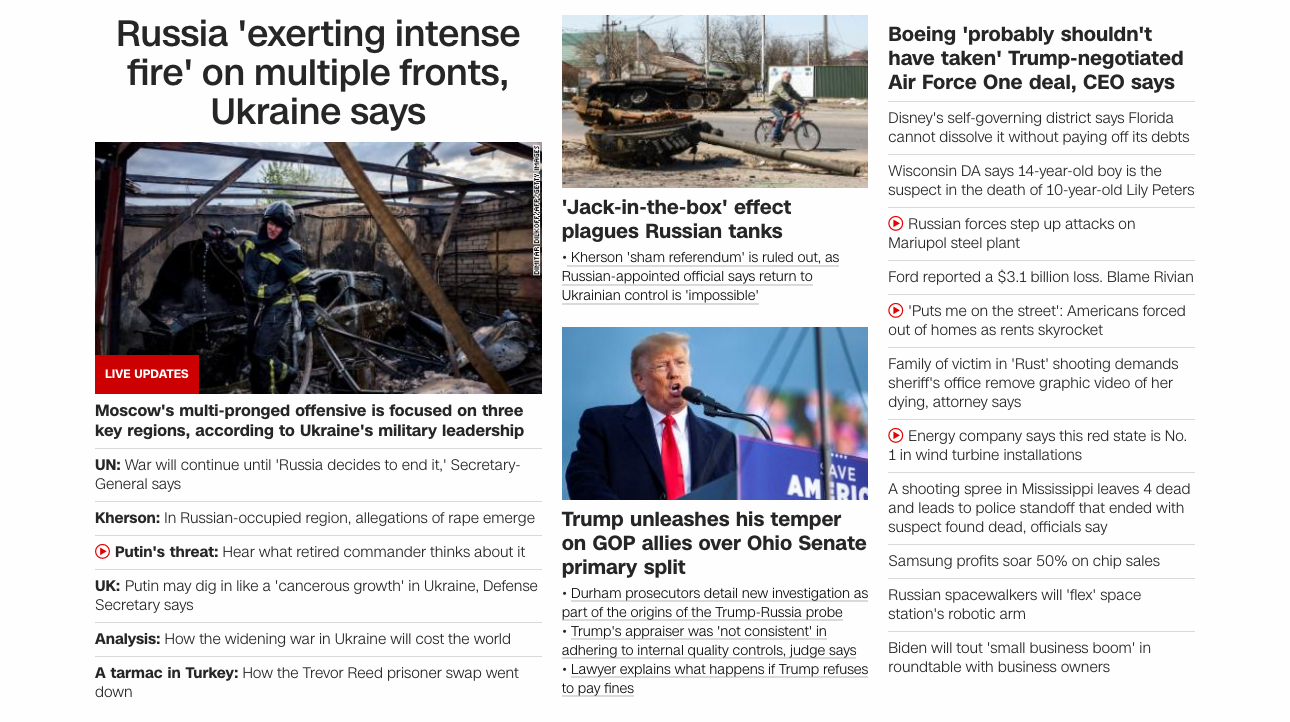 Russia 'exerting intense
fire' on multiple fronts,
Ukraine says
DIMITAR DILKOFF/AFP/GETTY IMAGES
LIVE UPDATES
Moscow's multi-pronged offensive is focused on three
key regions, according to Ukraine's military leadership
UN: War will continue until 'Russia decides to end it,' Secretary-
General says
Kherson: In Russian-occupied region, allegations of rape emerge
Putin's threat: Hear what retired commander thinks about it
UK: Putin may dig in like a 'cancerous growth' in Ukraine, Defense
Secretary says
Analysis: How the widening war in Ukraine will cost the world
A tarmac in Turkey: How the Trevor Reed prisoner swap went
down
'Jack-in-the-box' effect
plagues Russian tanks
• Kherson 'sham referendum' is ruled out, as
Russian-appointed official says return to
Ukrainian control is 'impossible'
SAVE
AMERIC
Trump unleashes his temper
on GOP allies over Ohio Senate
primary split
• Durham prosecutors detail new investigation as
part of the origins of the Trump-Russia probe
• Trump's appraiser was 'not consistent' in
adhering to internal quality controls, judge says
• Lawyer explains what happens if Trump refuses
to pay fines
Boeing 'probably shouldn't
have taken' Trump-negotiated
Air Force One deal, CEO says
Disney's self-governing district says Florida
cannot dissolve it without paying off its debts
Wisconsin DA says 14-year-old boy is the
suspect in the death of 10-year-old Lily Peters
Russian forces step up attacks on
Mariupol steel plant
Ford reported a $3.1 billion loss. Blame Rivian
'Puts me on the street': Americans forced
out of homes as rents skyrocket
Family of victim in 'Rust' shooting demands
sheriff's office remove graphic video of her
dying, attorney says
Energy company says this red state is No.
1 in wind turbine installations
A shooting spree in Mississippi leaves 4 dead
and leads to police standoff that ended with
suspect found dead, officials say
Samsung profits soar 50% on chip sales
Russian spacewalkers will 'flex' space
station's robotic arm
Biden will tout 'small business boom' in
roundtable with business owners